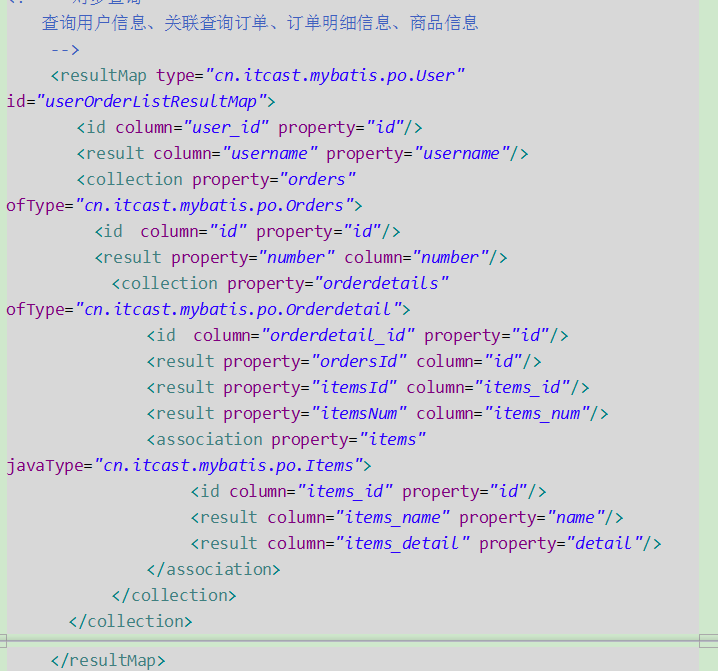 对多查询
查询用户信息、关联查询订单、订单明细信息、商品信息
-->
<resultMap type="cn.itcast.mybatis.po.User"
id="userOrderListResultMap">
<id column="user_id" property="id"/>
<result column="username" property="username"/>
<collection property="orders"
ofType="cn.itcast.mybatis.po.Orders">
<id  column="id" property="id"/>
<result property="number" column="number"/>
<collection property="orderdetails"
ofType="cn.itcast.mybatis.po.Orderdetail">
<id  column="orderdetail_id" property="id"/>
<result property="ordersId" column="id"/>
<result property="itemsId" column="items_id"/>
<result property="itemsNum" column="items_num"/>
<association property="items"
javaType="cn.itcast.mybatis.po.Items">
<id column="items_id" property="id"/>
<result column="items_name" property="name"/>
<result column="items_detail" property="detail"/>
</association>
</collection>
</collection>
</resultMap>